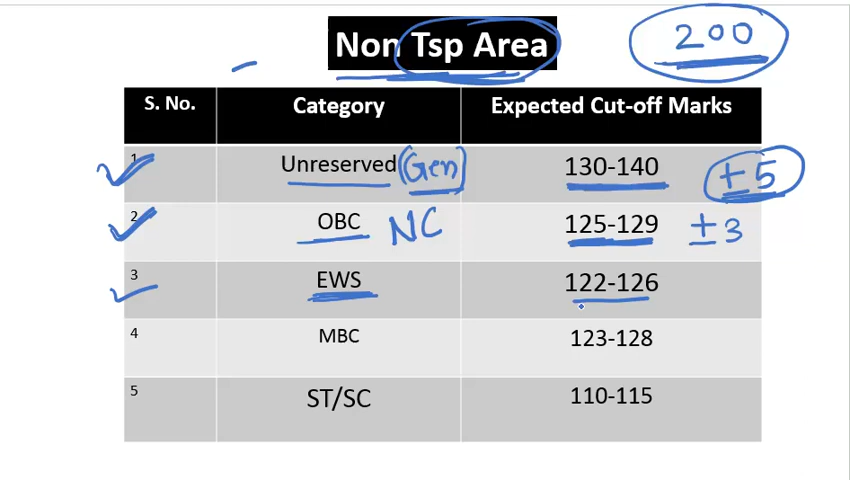 Non Tsp Area 200
S. No. Category Expected Cut-off Marks
1 Unreserved (Gen) 130-140 ±5
2 OBC NC 125-129 ±3
3 EWS 122-126
4 MBC 123-128
5 ST/SC 110-115